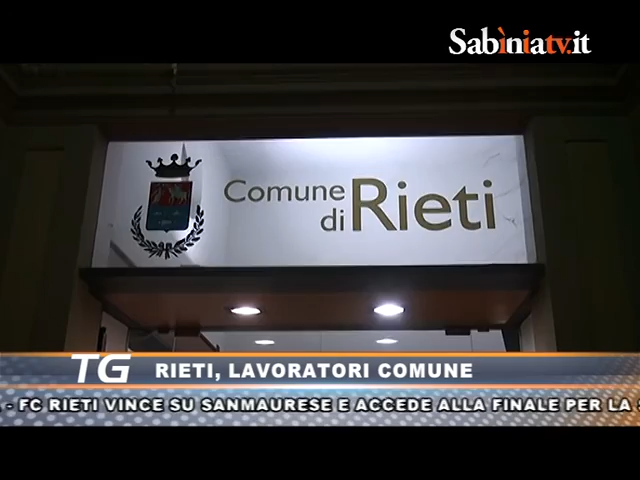 Sabìniatv.it
Comune
di Rieti
TG RIETI, LAVORATORI COMUNE
- FC RIETI VINCE SU SANMAURESE E ACCEDE ALLA FINALE PER LA